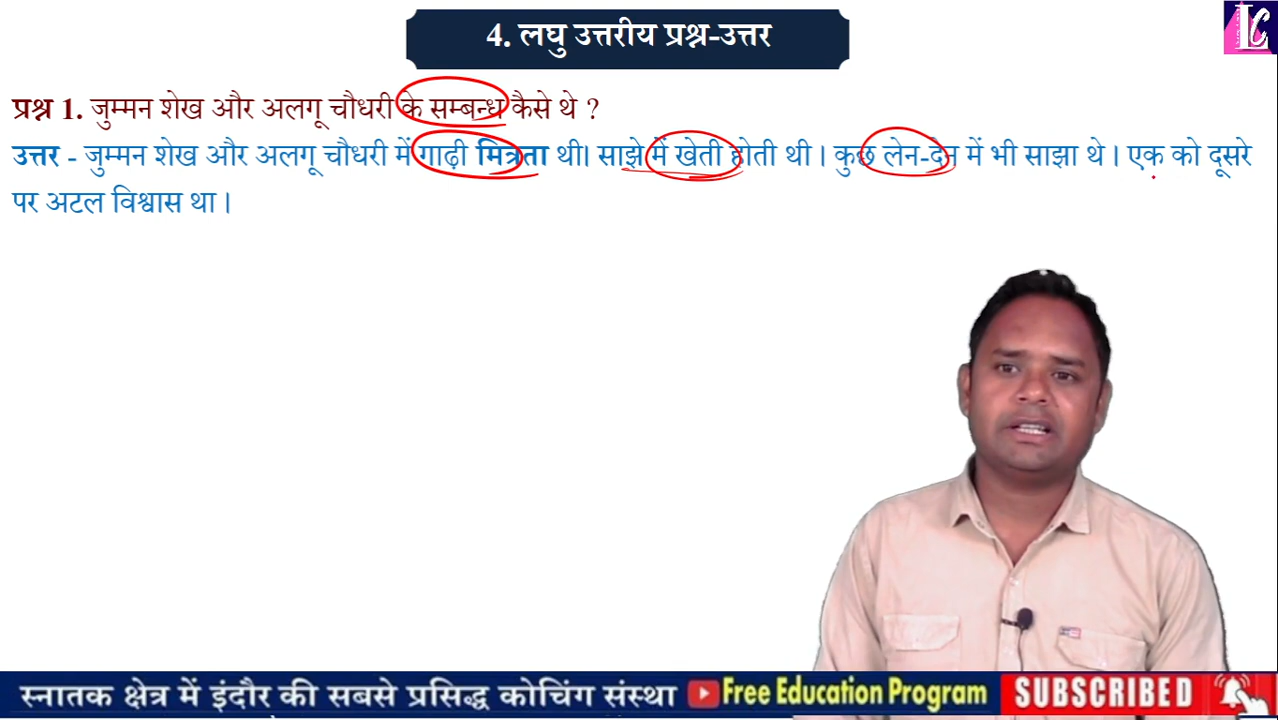 4. लघु उत्तरीय प्रश्न-उत्तर
LC
प्रश्न 1. जुम्मन शेख और अलगू चौधरी के सम्बन्ध कैसे थे ?
उत्तर - जुम्मन शेख और अलगू चौधरी में गाढ़ी मित्रता थी। साझे में खेती होती थी । कुछ लेन-देन में भी साझा थे । एक को दूसरे
पर अटल विश्वास था ।
स्नातक क्षेत्र में इंदौर की सबसे प्रसिद्ध कोचिंग संस्था Free Education Program SUBSCRIBED